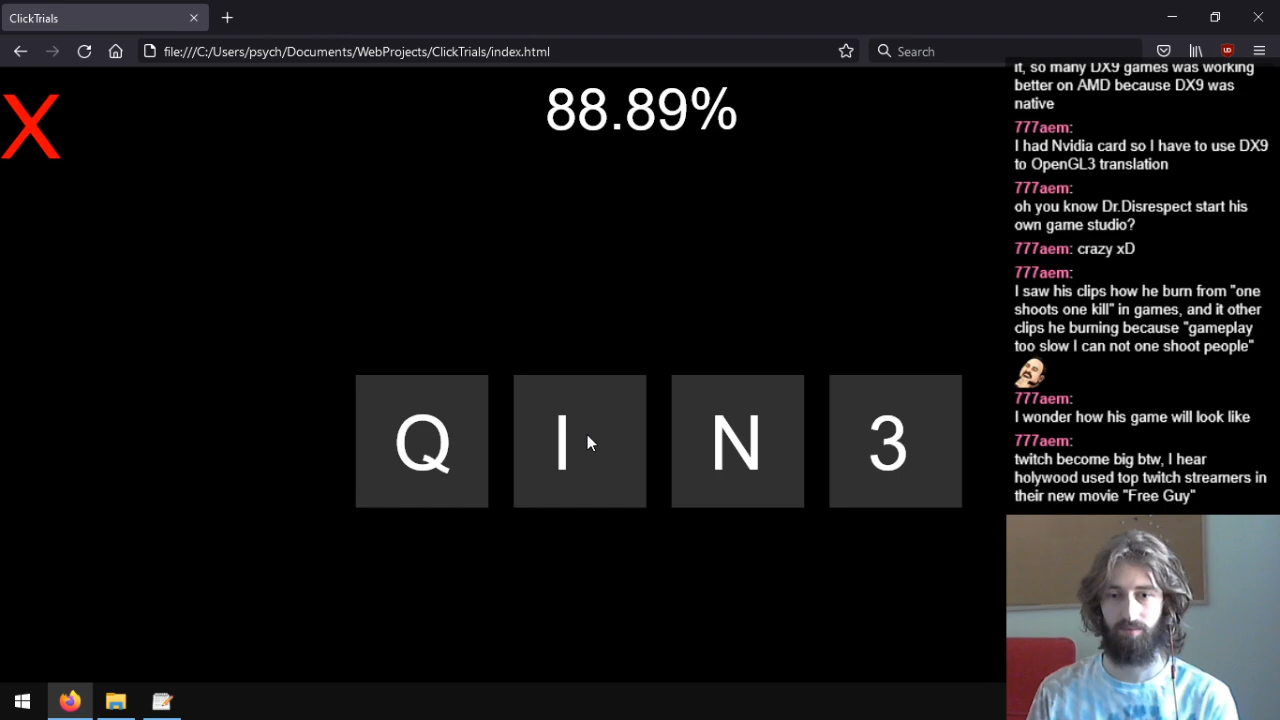 ClickTrials
file:///C:/Users/psych/Documents/WebProjects/ClickTrials/index.html
Search
X
88.89%
Q I N 3
it, so many DX9 games was working
better on AMD because DX9 was
native
777aem:
I had Nvidia card so I have to use DX9
to OpenGL3 translation
777aem:
oh you know Dr.Disrespect start his
own game studio?
777aem: crazy xD
777aem:
I saw his clips how he burn from "one
shoots one kill" in games, and it other
clips he burning because "gameplay
too slow I can not one shoot people"
777aem:
I wonder how his game will look like
777aem:
twitch become big btw, I hear
holywood used top twitch streamers in
their new movie "Free Guy"